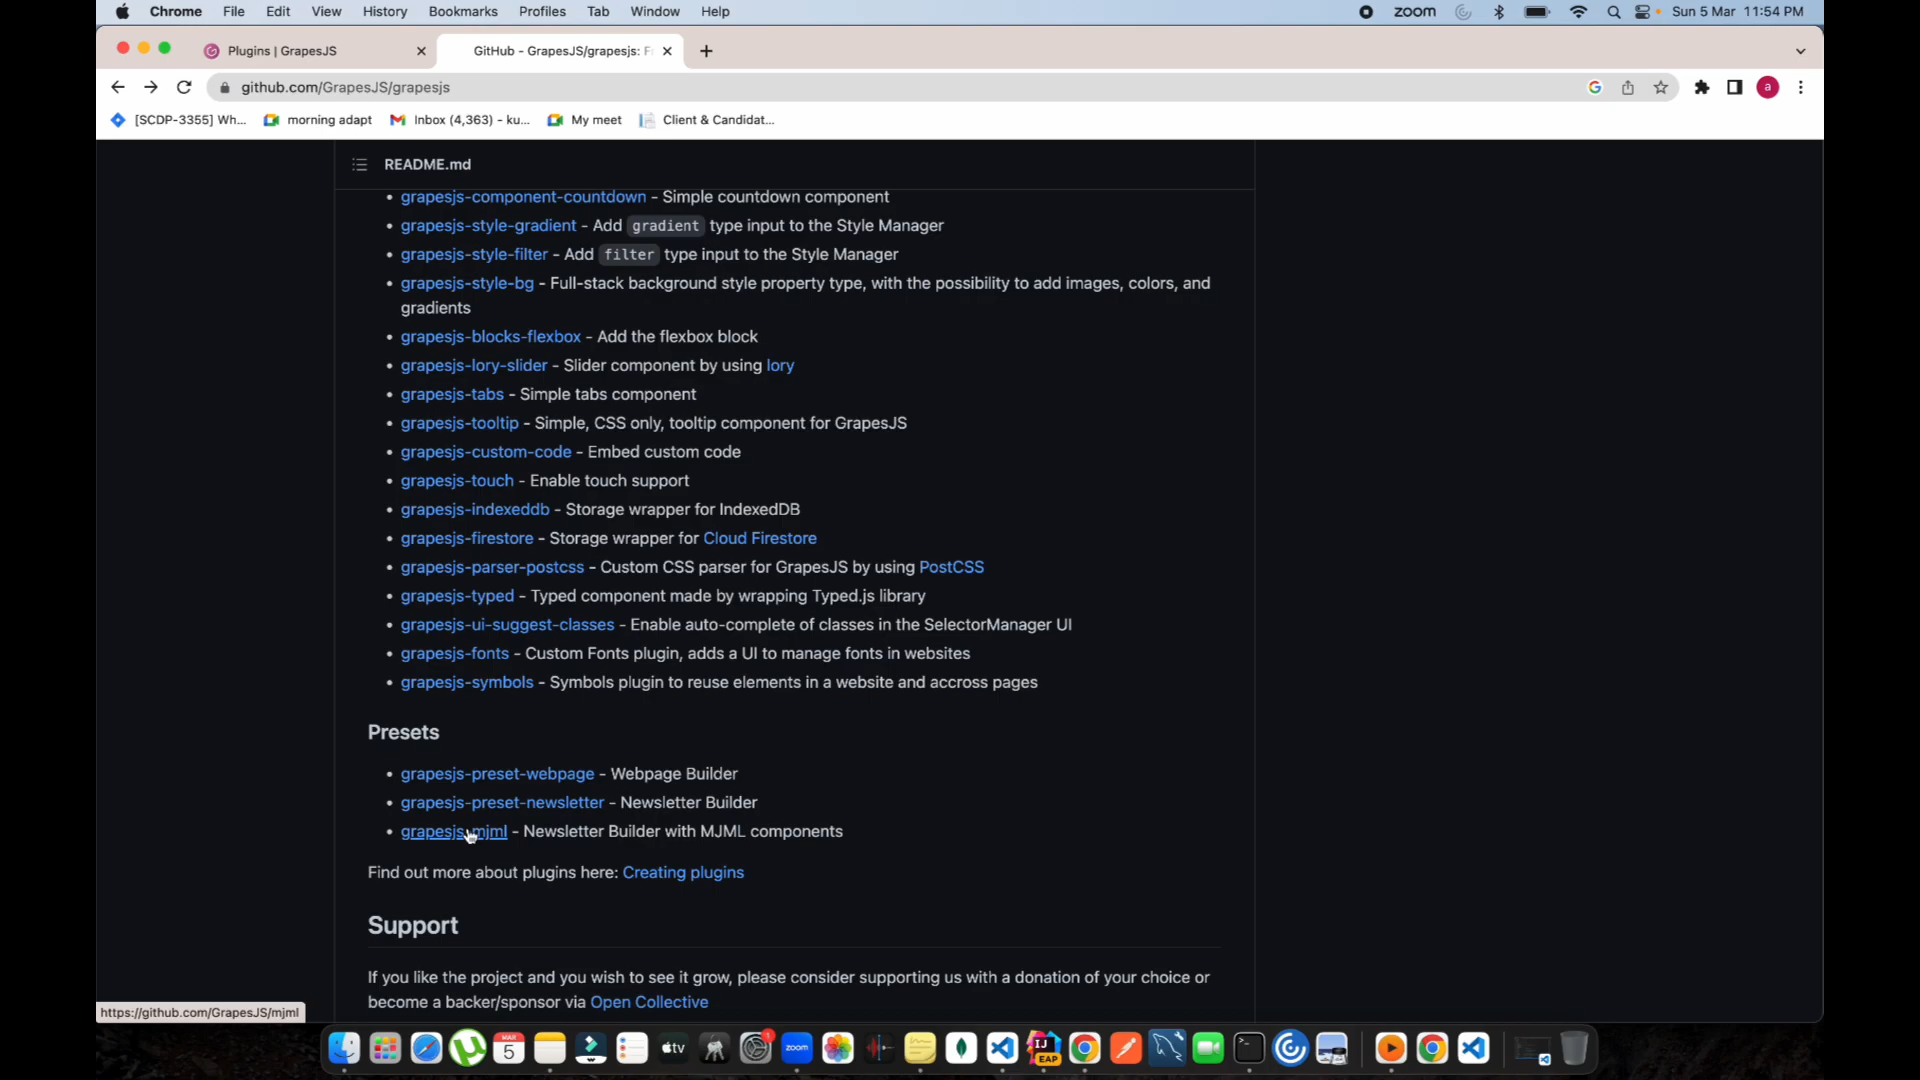 Chrome File Edit View History Bookmarks Profiles Tab Window Help zoom Sun 5 Mar 11:54 PM
Plugins | GrapesJS GitHub - GrapesJS/grapesjs: F
github.com/GrapesJS/grapesjs a
[SCDP-3355] Wh... morning adapt Inbox (4,363) - ku... My meet Client & Candidat...
README.md
• grapesjs-component-countdown - Simple countdown component
• grapesjs-style-gradient - Add gradient type input to the Style Manager
• grapesjs-style-filter - Add filter type input to the Style Manager
• grapesjs-style-bg - Full-stack background style property type, with the possibility to add images, colors, and
gradients
• grapesjs-blocks-flexbox - Add the flexbox block
• grapesjs-lory-slider - Slider component by using lory
• grapesjs-tabs - Simple tabs component
• grapesjs-tooltip - Simple, CSS only, tooltip component for GrapesJS
• grapesjs-custom-code - Embed custom code
• grapesjs-touch - Enable touch support
• grapesjs-indexeddb - Storage wrapper for IndexedDB
• grapesjs-firestore - Storage wrapper for Cloud Firestore
• grapesjs-parser-postcss - Custom CSS parser for GrapesJS by using PostCSS
• grapesjs-typed - Typed component made by wrapping Typed.js library
• grapesjs-ui-suggest-classes - Enable auto-complete of classes in the SelectorManager UI
• grapesjs-fonts - Custom Fonts plugin, adds a UI to manage fonts in websites
• grapesjs-symbols - Symbols plugin to reuse elements in a website and accross pages
Presets
• grapesjs-preset-webpage - Webpage Builder
• grapesjs-preset-newsletter - Newsletter Builder
• grapesjs-mjml - Newsletter Builder with MJML components
Find out more about plugins here: Creating plugins
Support
If you like the project and you wish to see it grow, please consider supporting us with a donation of your choice or
become a backer/sponsor via Open Collective
https://github.com/GrapesJS/mjml
MAR 5 tv 1 zoom IJ EAP